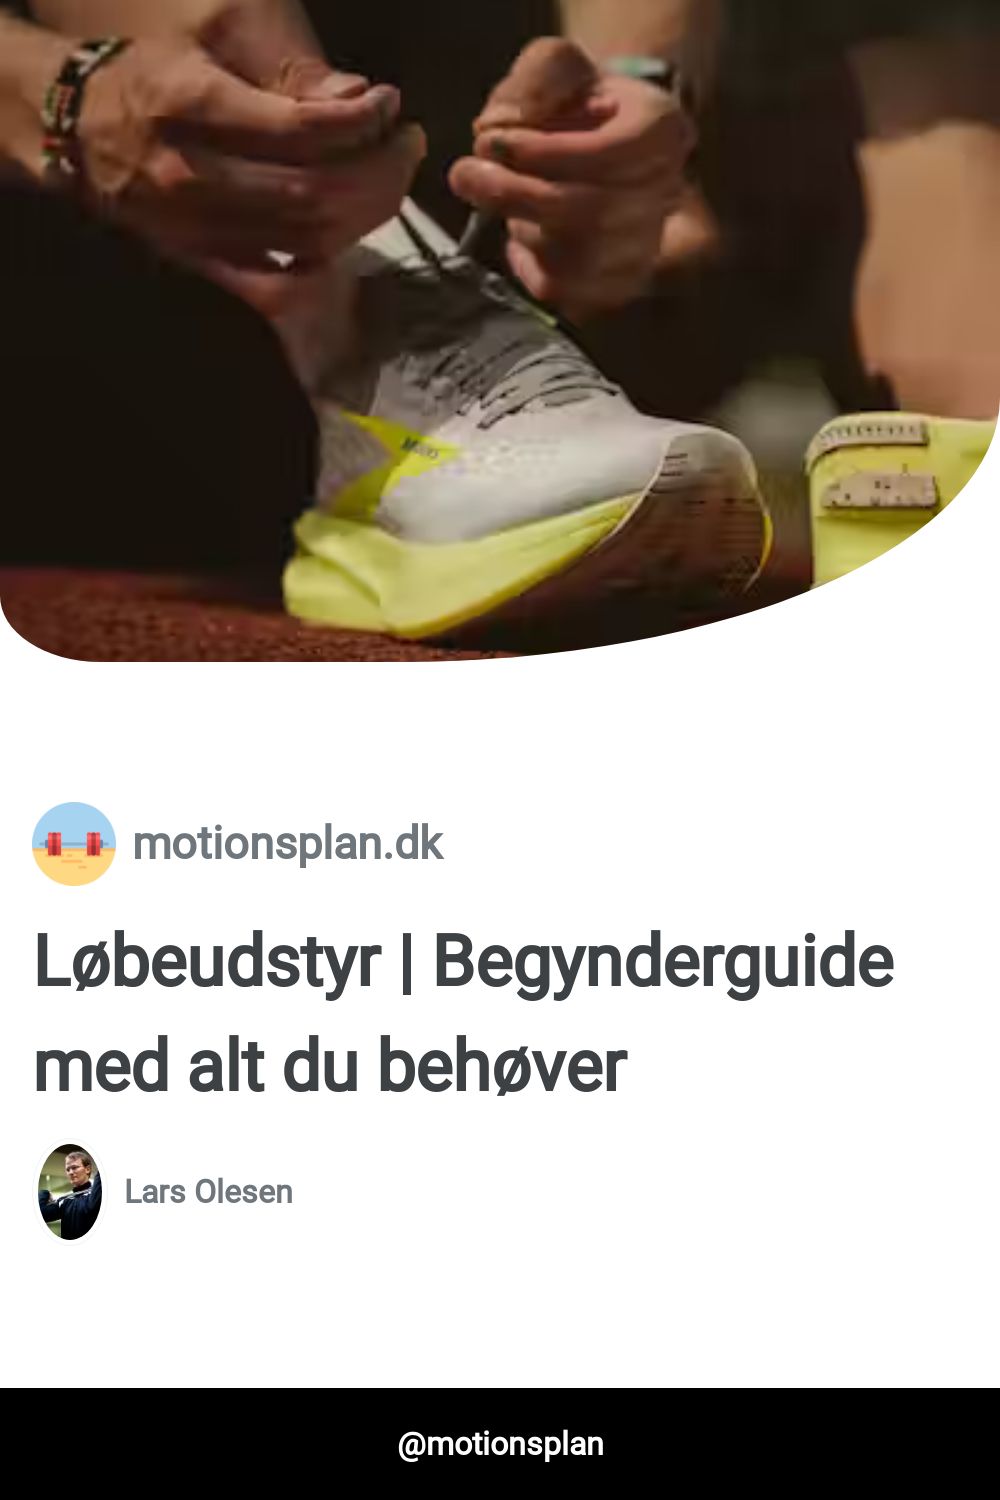 motionsplan.dk
Løbeudstyr | Begynderguide
med alt du behøver
Lars Olesen
@motionsplan